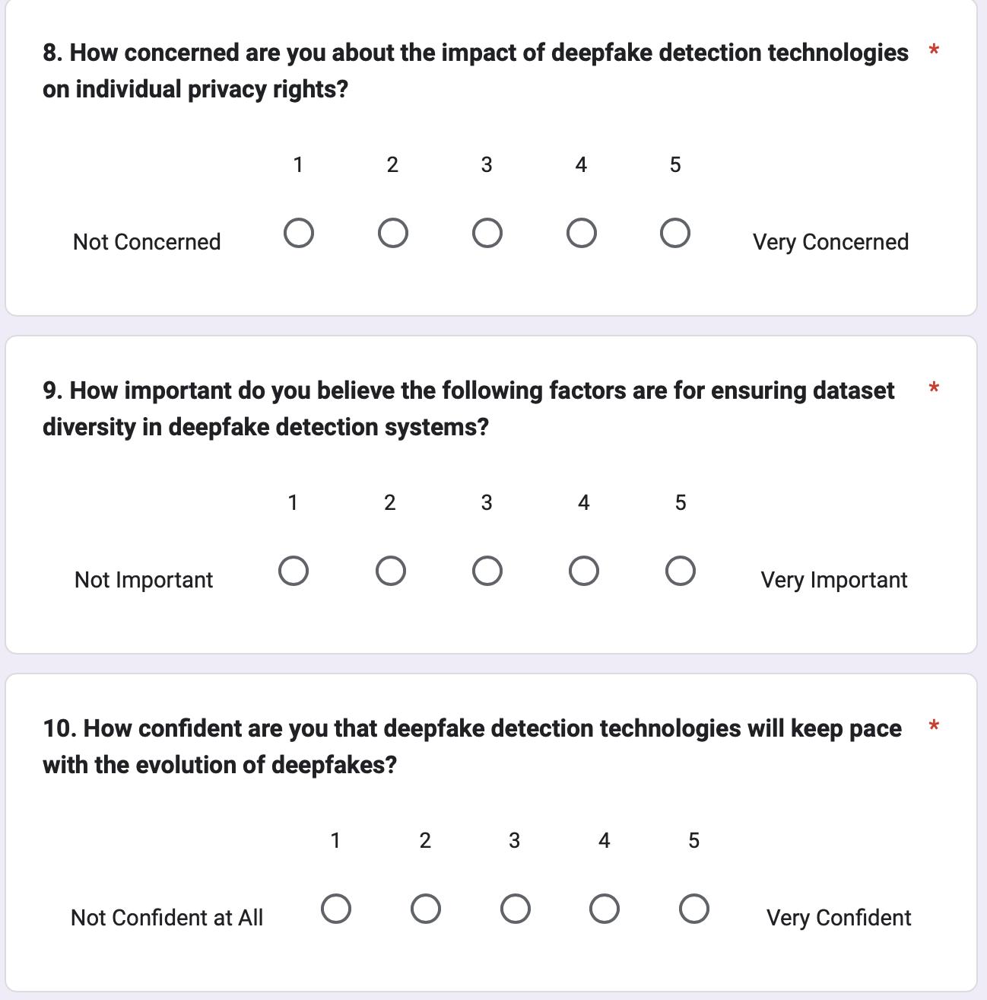 8. How concerned are you about the impact of deepfake detection technologies *
on individual privacy rights?
1 2 3 4 5
Not Concerned Very Concerned
9. How important do you believe the following factors are for ensuring dataset *
diversity in deepfake detection systems?
1 2 3 4 5
Not Important Very Important
10. How confident are you that deepfake detection technologies will keep pace *
with the evolution of deepfakes?
1 2 3 4 5
Not Confident at All Very Confident